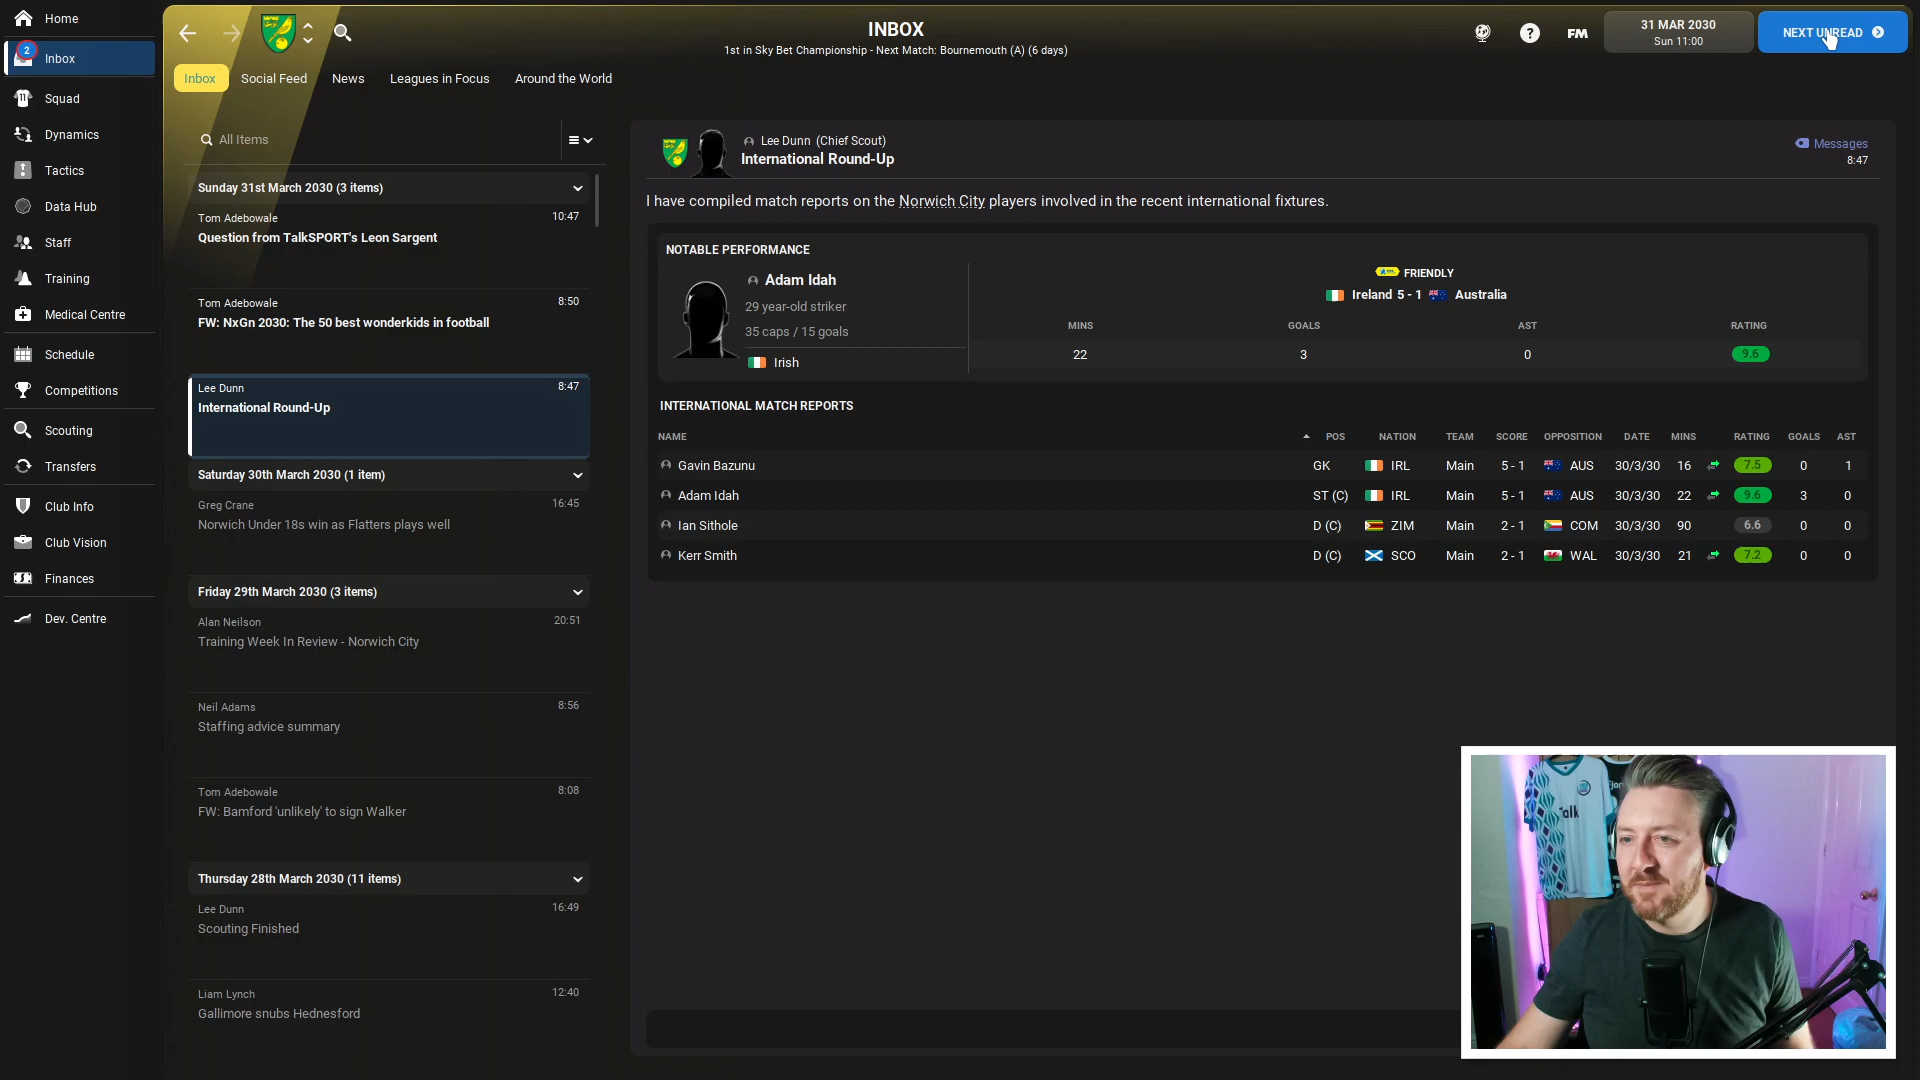 Home
2
Inbox
11
Squad
Dynamics
Tactics
Data Hub
Staff
Training
Medical Centre
Schedule
Competitions
Scouting
Transfers
Club Info
Club Vision
Finances
Dev. Centre
INBOX
1st in Sky Bet Championship - Next Match: Bournemouth (A) (6 days)
?
FM
31 MAR 2030
Sun 11:00
NEXT UNREAD
Inbox
Social Feed
News
Leagues in Focus
Around the World
All Items
Sunday 31st March 2030 (3 items)
Tom Adebowale 10:47
Question from TalkSPORT's Leon Sargent
Tom Adebowale 8:50
FW: NxGn 2030: The 50 best wonderkids in football
Lee Dunn 8:47
International Round-Up
Saturday 30th March 2030 (1 item)
Greg Crane 16:45
Norwich Under 18s win as Flatters plays well
Friday 29th March 2030 (3 items)
Alan Neilson 20:51
Training Week In Review - Norwich City
Neil Adams 8:56
Staffing advice summary
Tom Adebowale 8:08
FW: Bamford 'unlikely' to sign Walker
Thursday 28th March 2030 (11 items)
Lee Dunn 16:49
Scouting Finished
Liam Lynch 12:40
Gallimore snubs Hednesford
Lee Dunn (Chief Scout)
International Round-Up
Messages
8:47
I have compiled match reports on the Norwich City players involved in the recent international fixtures.
NOTABLE PERFORMANCE
Adam Idah
29 year-old striker
35 caps / 15 goals
Irish
FRIENDLY
Ireland 5 - 1 Australia
MINS GOALS AST RATING
22 3 0 9.6
INTERNATIONAL MATCH REPORTS
NAME POS NATION TEAM SCORE OPPOSITION DATE MINS RATING GOALS AST
Gavin Bazunu GK IRL Main 5 - 1 AUS 30/3/30 16 7.5 0 1
Adam Idah ST (C) IRL Main 5 - 1 AUS 30/3/30 22 9.6 3 0
Ian Sithole D (C) ZIM Main 2 - 1 COM 30/3/30 90 6.6 0 0
Kerr Smith D (C) SCO Main 2 - 1 WAL 30/3/30 21 7.2 0 0
Talk